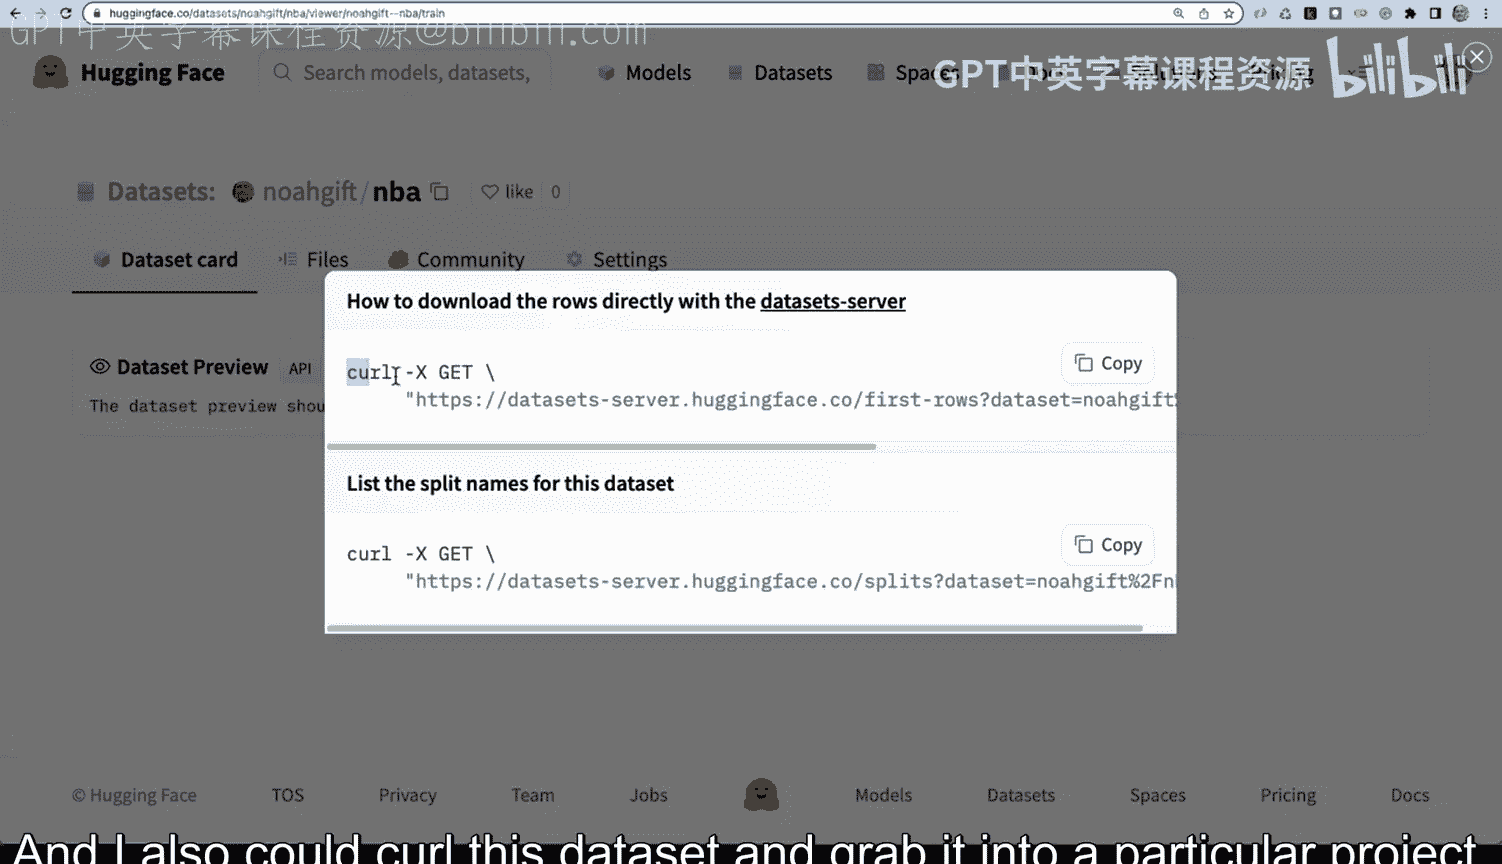 huggingface.co/datasets/noahgift/nba/viewer/noahgift--nba/train
GPT中英字幕课程资源@bilibili.com
Hugging Face
Search models, datasets,
Models
Datasets
Spaces
Pricing
GPT中英字幕课程资源 bilibili
Datasets: noahgift/nba
like 0
Dataset card
Files
Community
Settings
How to download the rows directly with the datasets-server
Dataset Preview API
curl -X GET \
Copy
"https://datasets-server.huggingface.co/first-rows?dataset=noahgift
The dataset preview shou
List the split names for this dataset
curl -X GET \
Copy
"https://datasets-server.huggingface.co/splits?dataset=noahgift%2Fn
© Hugging Face
TOS
Privacy
Team
Jobs
Models
Datasets
Spaces
Pricing
Docs
And I also could curl this dataset and grab it into a particular project